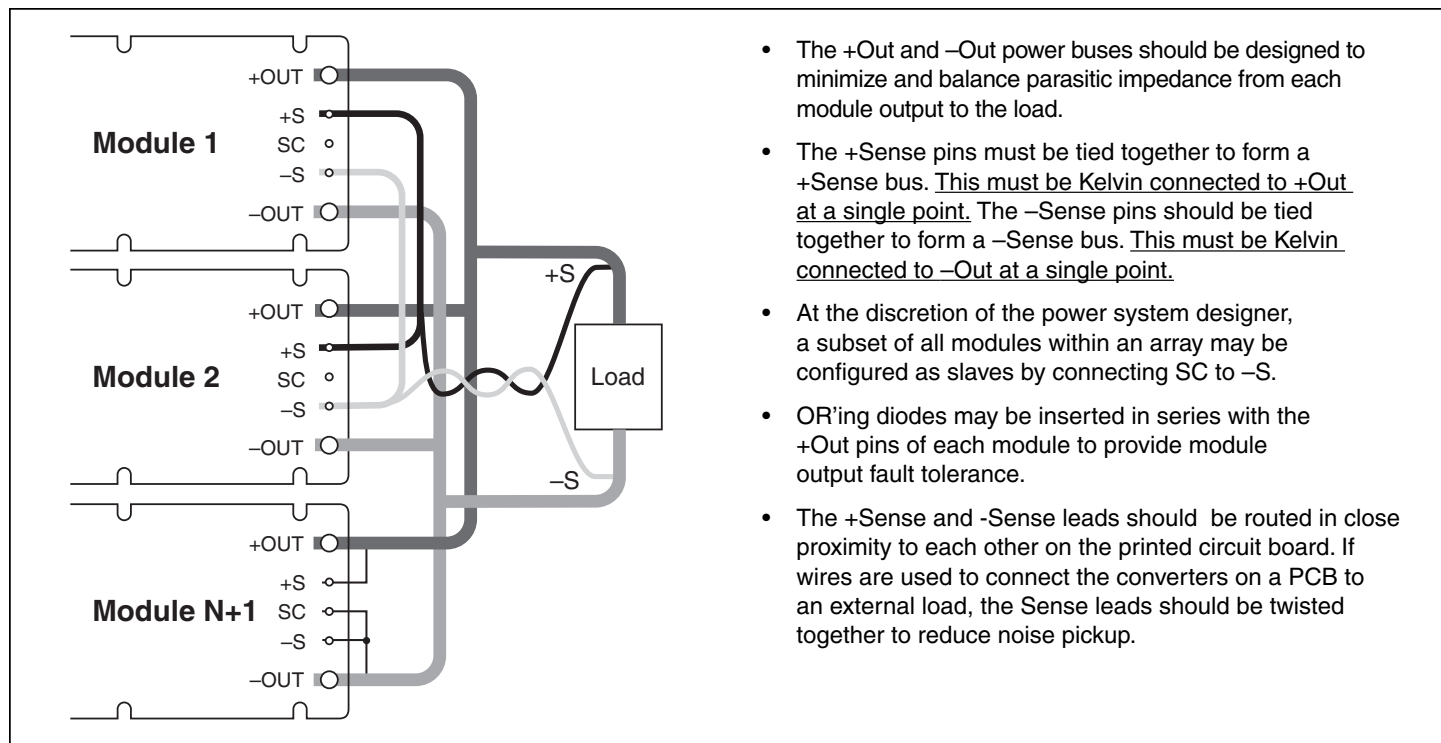 +OUT
+S
Module 1
SC
–S
–OUT
+OUT
+S
Module 2
SC
–S
–OUT
+OUT
+S
Module N+1
SC
–S
–OUT
+S
Load
–S
• The +Out and –Out power buses should be designed to
minimize and balance parasitic impedance from each
module output to the load.
• The +Sense pins must be tied together to form a
+Sense bus. This must be Kelvin connected to +Out
at a single point. The –Sense pins should be tied
together to form a –Sense bus. This must be Kelvin
connected to –Out at a single point.
• At the discretion of the power system designer,
a subset of all modules within an array may be
configured as slaves by connecting SC to –S.
• OR’ing diodes may be inserted in series with the
+Out pins of each module to provide module
output fault tolerance.
• The +Sense and -Sense leads should be routed in close
proximity to each other on the printed circuit board. If
wires are used to connect the converters on a PCB to
an external load, the Sense leads should be twisted
together to reduce noise pickup.